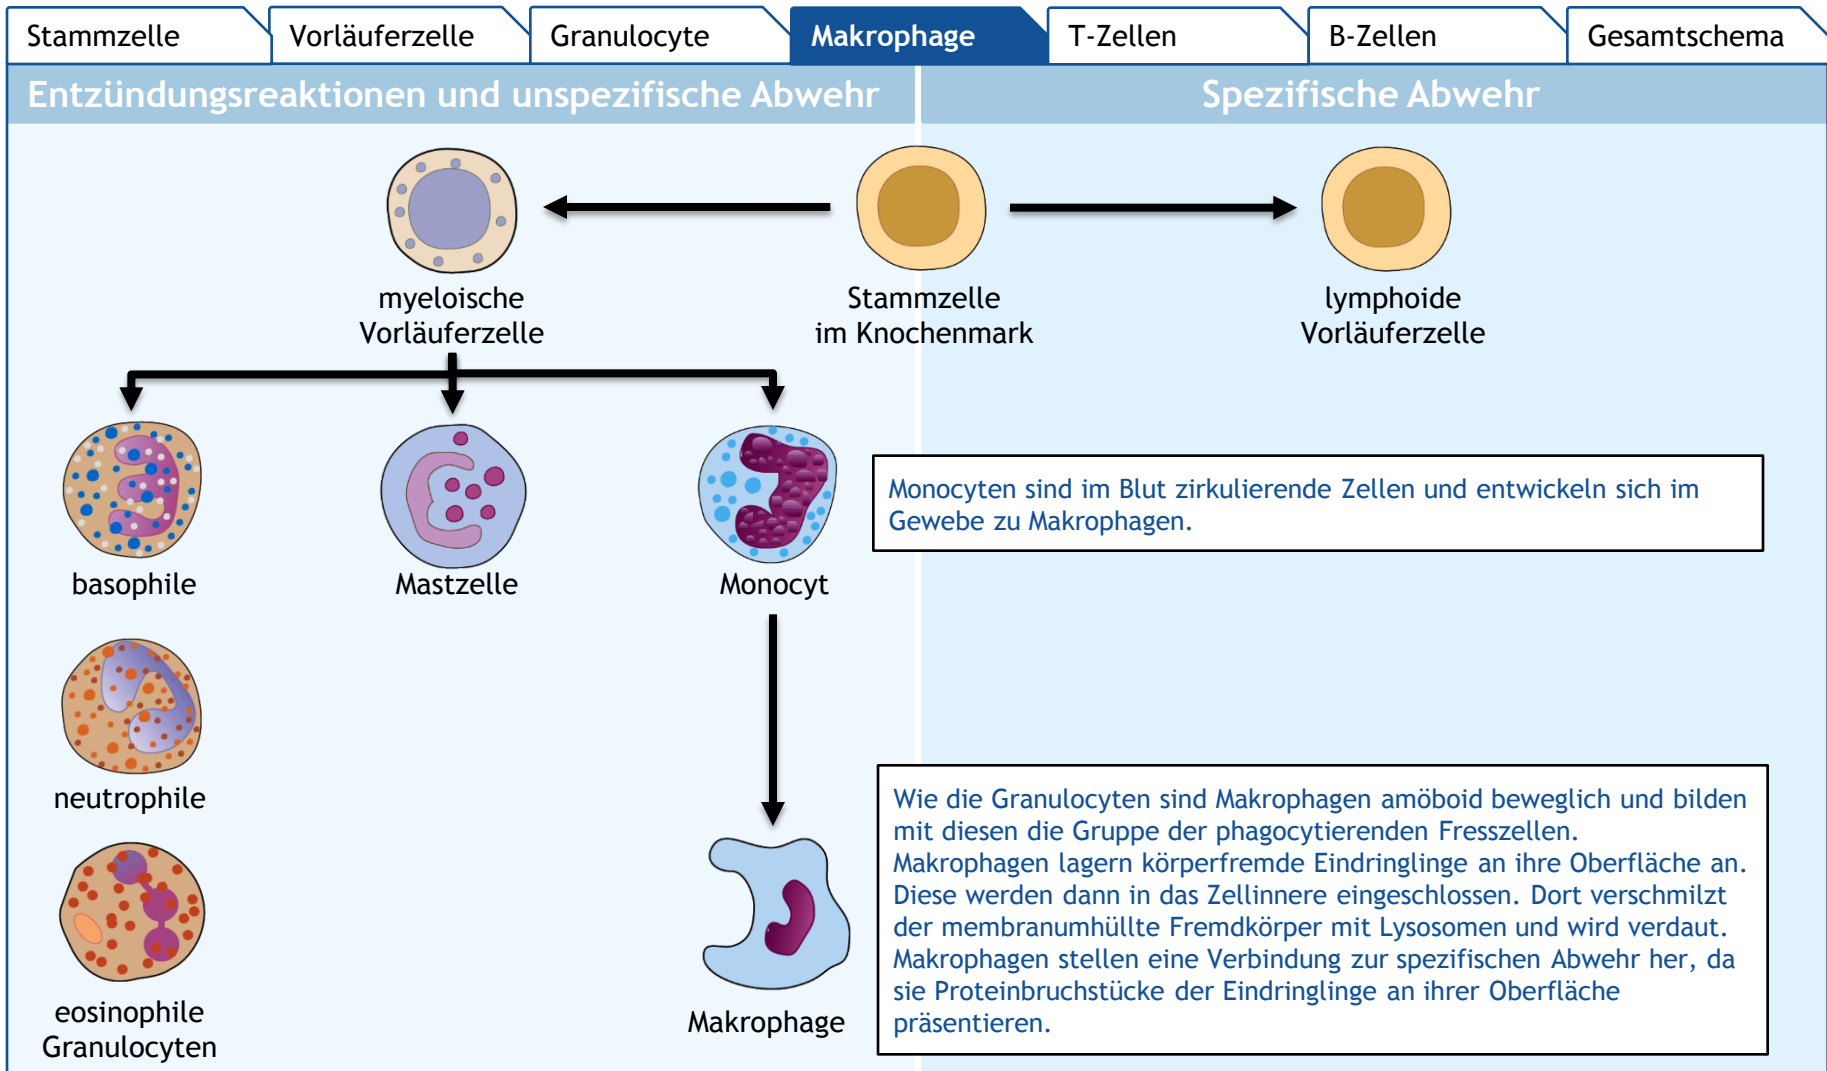 Stammzelle
Vorläuferzelle
Granulocyte
Makrophage
T-Zellen
B-Zellen
Gesamtschema
Entzündungsreaktionen und unspezifische Abwehr
Spezifische Abwehr
myeloische
Vorläuferzelle
Stammzelle
im Knochenmark
lymphoide
Vorläuferzelle
basophile
Mastzelle
Monocyt
Monocyten sind im Blut zirkulierende Zellen und entwickeln sich im
Gewebe zu Makrophagen.
neutrophile
eosinophile
Granulocyten
Makrophage
Wie die Granulocyten sind Makrophagen amöboid beweglich und bilden
mit diesen die Gruppe der phagocytierenden Fresszellen.
Makrophagen lagern körperfremde Eindringlinge an ihre Oberfläche an.
Diese werden dann in das Zellinnere eingeschlossen. Dort verschmilzt
der membranumhüllte Fremdkörper mit Lysosomen und wird verdaut.
Makrophagen stellen eine Verbindung zur spezifischen Abwehr her, da
sie Proteinbruchstücke der Eindringlinge an ihrer Oberfläche
präsentieren.